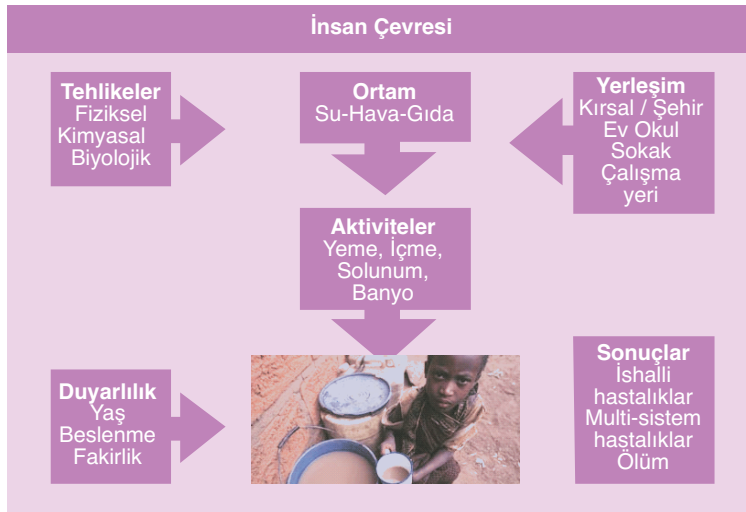 İnsan Çevresi
Tehlikeler
Fiziksel
Kimyasal
Biyolojik
Ortam
Su-Hava-Gıda
Yerleşim
Kırsal / Şehir
Ev Okul
Sokak
Çalışma
yeri
Aktiviteler
Yeme, İçme,
Solunum,
Banyo
Duyarlılık
Yaş
Beslenme
Fakirlik
Sonuçlar
İshalli
hastalıklar
Multi-sistem
hastalıklar
Ölüm